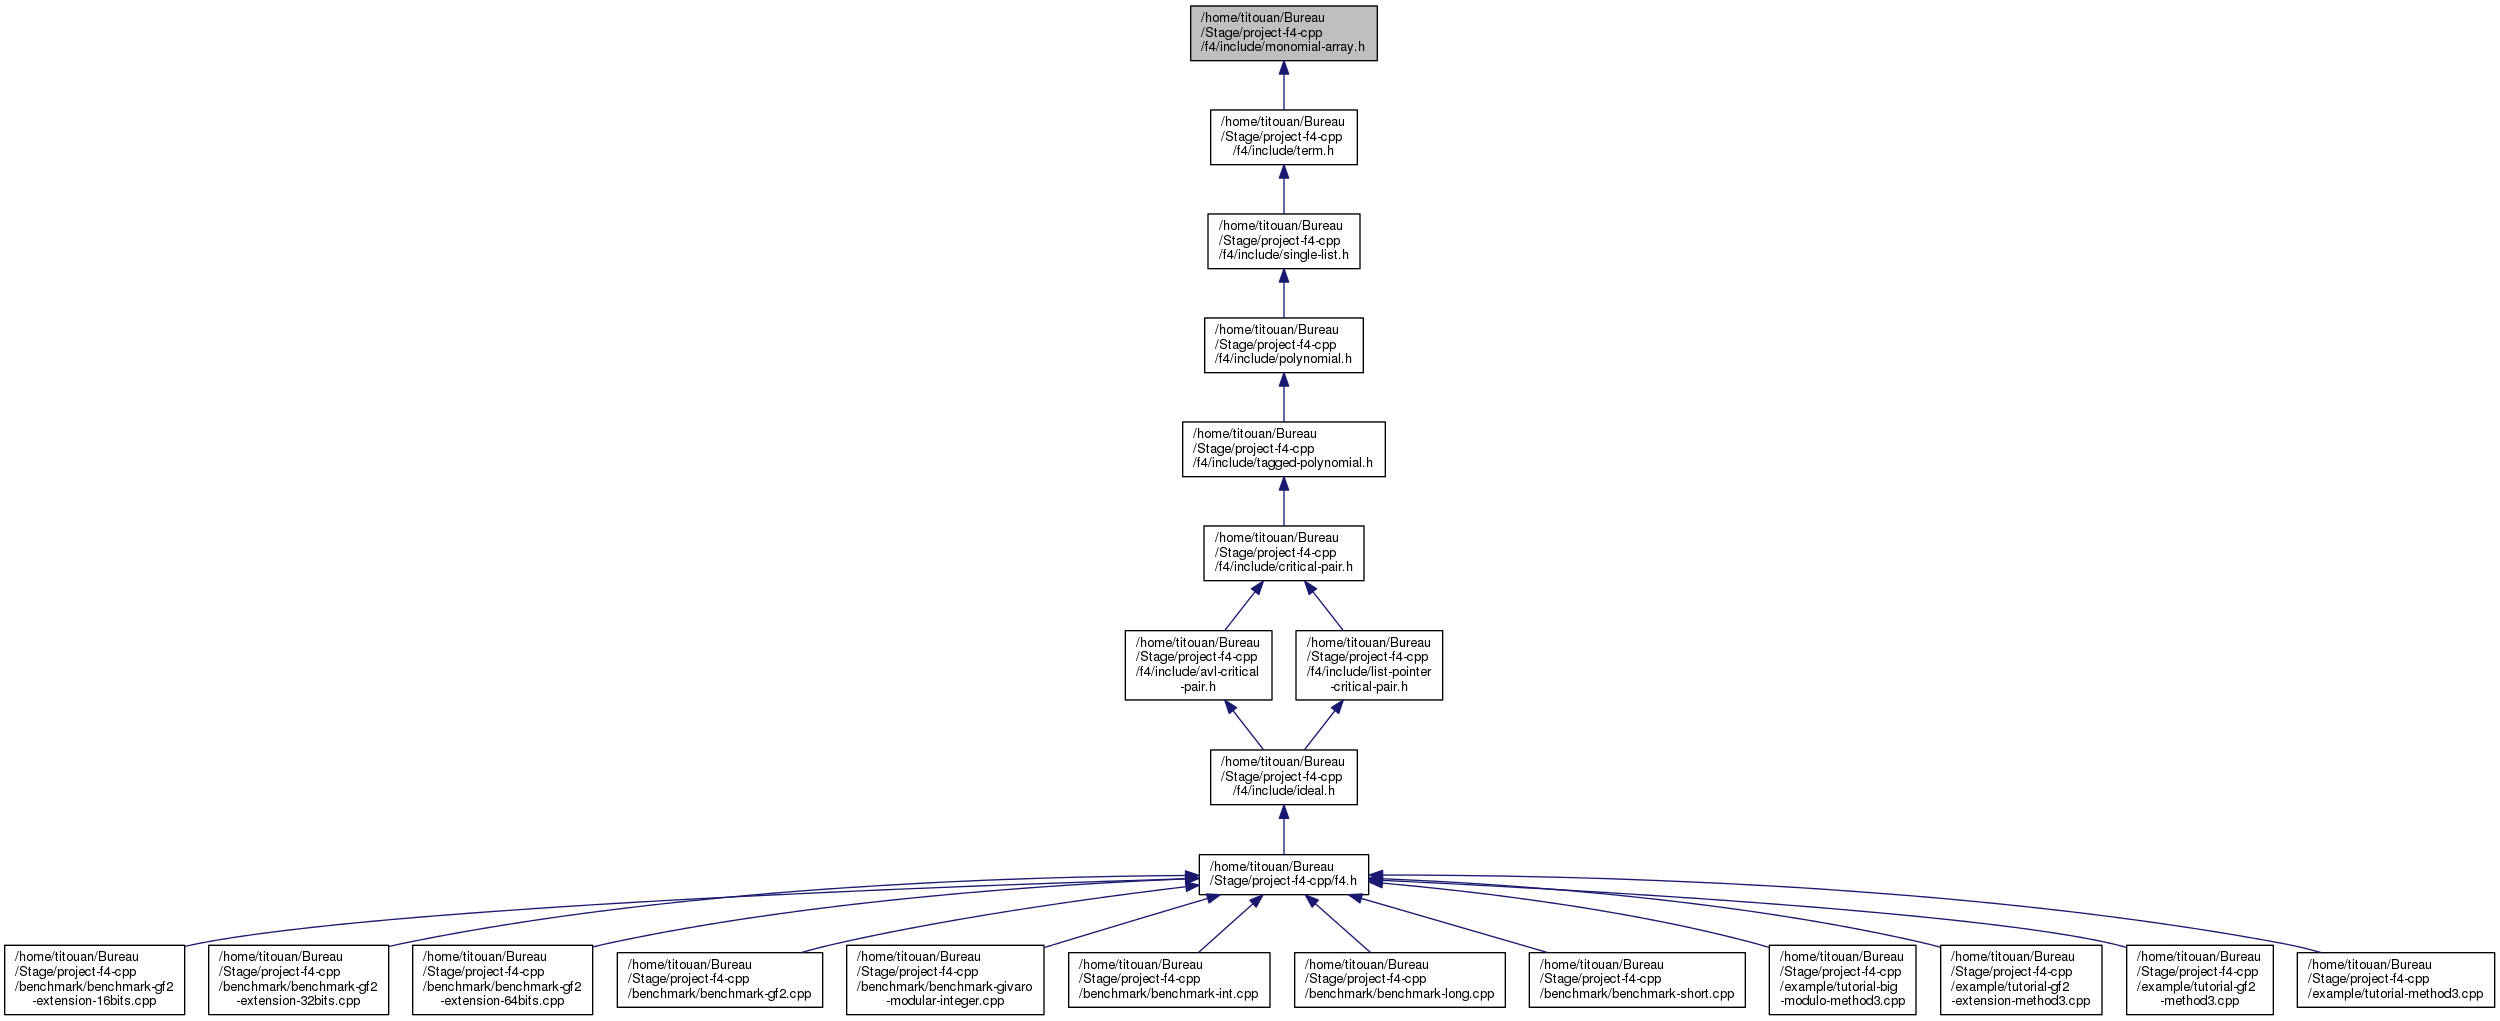 /home/titouan/Bureau
/Stage/project-f4-cpp
/f4/include/monomial-array.h
/home/titouan/Bureau
/Stage/project-f4-cpp
/f4/include/term.h
/home/titouan/Bureau
/Stage/project-f4-cpp
/f4/include/single-list.h
/home/titouan/Bureau
/Stage/project-f4-cpp
/f4/include/polynomial.h
/home/titouan/Bureau
/Stage/project-f4-cpp
/f4/include/tagged-polynomial.h
/home/titouan/Bureau
/Stage/project-f4-cpp
/f4/include/critical-pair.h
/home/titouan/Bureau
/Stage/project-f4-cpp
/f4/include/avl-critical
-pair.h
/home/titouan/Bureau
/Stage/project-f4-cpp
/f4/include/list-pointer
-critical-pair.h
/home/titouan/Bureau
/Stage/project-f4-cpp
/f4/include/ideal.h
/home/titouan/Bureau
/Stage/project-f4-cpp/f4.h
/home/titouan/Bureau
/Stage/project-f4-cpp
/benchmark/benchmark-gf2
-extension-16bits.cpp
/home/titouan/Bureau
/Stage/project-f4-cpp
/benchmark/benchmark-gf2
-extension-32bits.cpp
/home/titouan/Bureau
/Stage/project-f4-cpp
/benchmark/benchmark-gf2
-extension-64bits.cpp
/home/titouan/Bureau
/Stage/project-f4-cpp
/benchmark/benchmark-gf2.cpp
/home/titouan/Bureau
/Stage/project-f4-cpp
/benchmark/benchmark-givaro
-modular-integer.cpp
/home/titouan/Bureau
/Stage/project-f4-cpp
/benchmark/benchmark-int.cpp
/home/titouan/Bureau
/Stage/project-f4-cpp
/benchmark/benchmark-long.cpp
/home/titouan/Bureau
/Stage/project-f4-cpp
/benchmark/benchmark-short.cpp
/home/titouan/Bureau
/Stage/project-f4-cpp
/example/tutorial-big
-modulo-method3.cpp
/home/titouan/Bureau
/Stage/project-f4-cpp
/example/tutorial-gf2
-extension-method3.cpp
/home/titouan/Bureau
/Stage/project-f4-cpp
/example/tutorial-gf2
-method3.cpp
/home/titouan/Bureau
/Stage/project-f4-cpp
/example/tutorial-method3.cpp